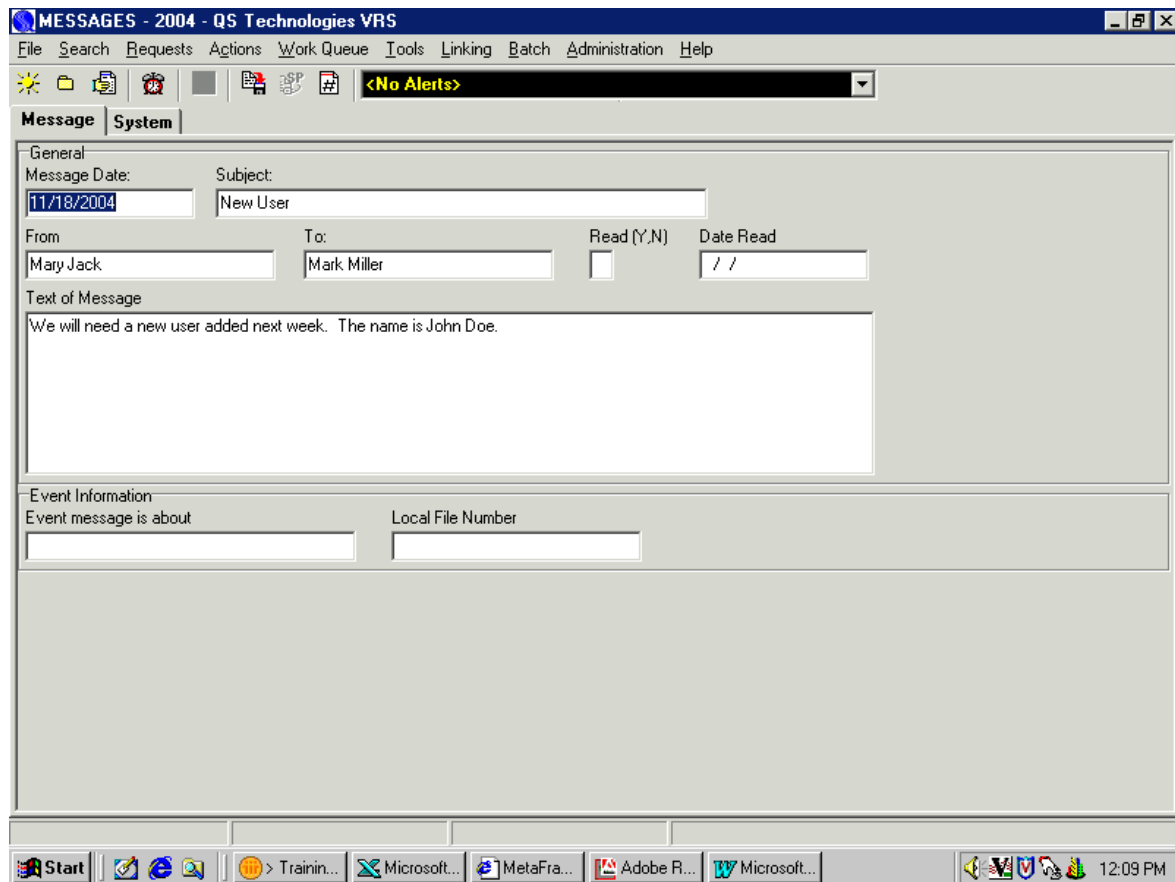 MESSAGES - 2004 - QS Technologies VRS
File Search Requests Actions Work Queue Tools Linking Batch Administration Help
SP # <No Alerts>
Message System
General
Message Date: Subject:
11/18/2004 New User
From To: Read (Y,N) Date Read
Mary Jack Mark Miller / /
Text of Message
We will need a new user added next week. The name is John Doe.
Event Information
Event message is about Local File Number
Start > Trainin... Microsoft... MetaFra... Adobe R... Microsoft... 12:09 PM